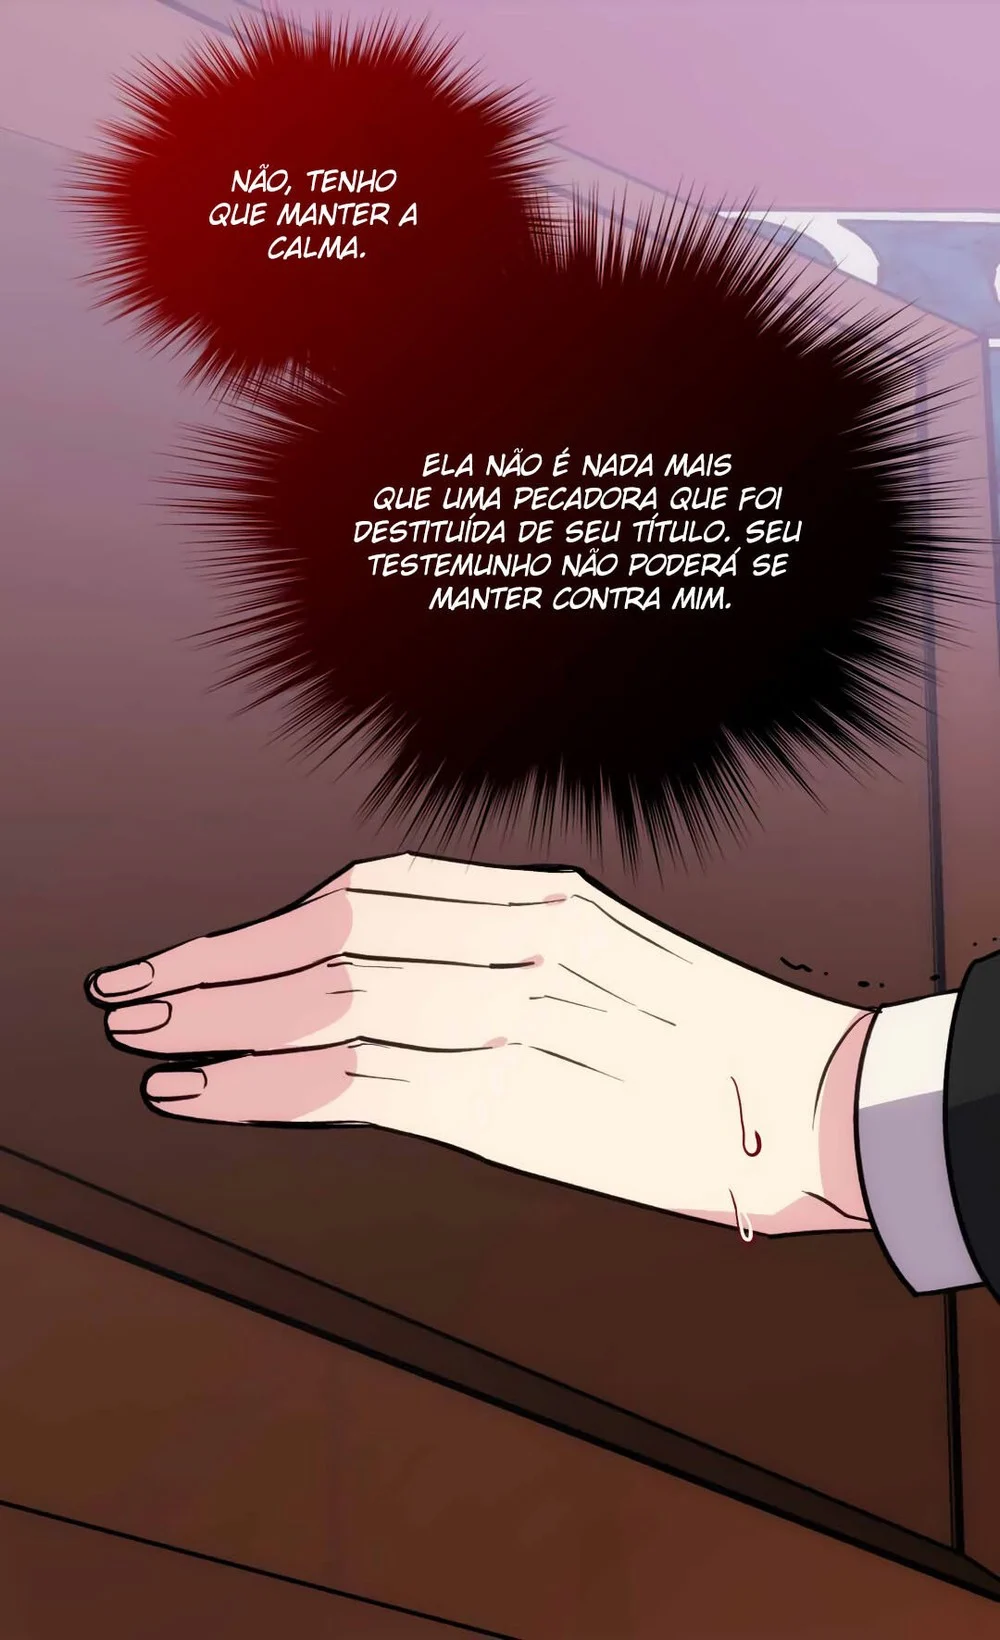 NÃO, TENHO
QUE MANTER A
CALMA.
ELA NÃO É NADA MAIS
QUE UMA PECADORA QUE FOI
DESTITUÍDA DE SEU TÍTULO. SEU
TESTEMUNHO NÃO PODERÁ SE
MANTER CONTRA MIM.